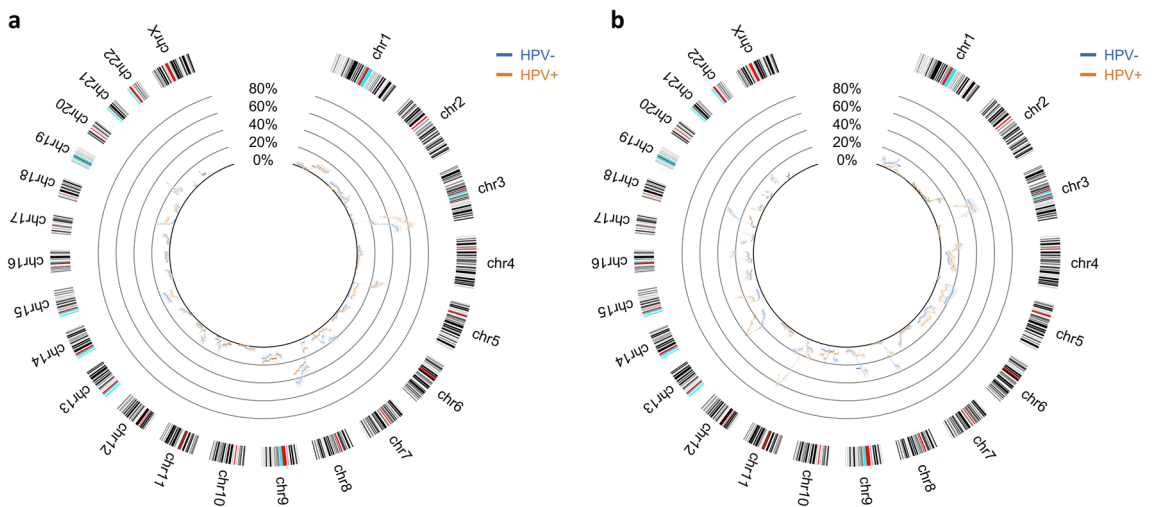 a
HPV-
HPV+
80%
60%
40%
20%
0%
chr1
chr2
chr3
chr4
chr5
chr6
chr7
chr8
chr9
chr10
chr11
chr12
chr13
chr14
chr15
chr16
chr17
chr18
chr19
chr20
chr21
chr22
chrX
b
HPV-
HPV+
80%
60%
40%
20%
0%
chr1
chr2
chr3
chr4
chr5
chr6
chr7
chr8
chr9
chr10
chr11
chr12
chr13
chr14
chr15
chr16
chr17
chr18
chr19
chr20
chr21
chr22
chrX